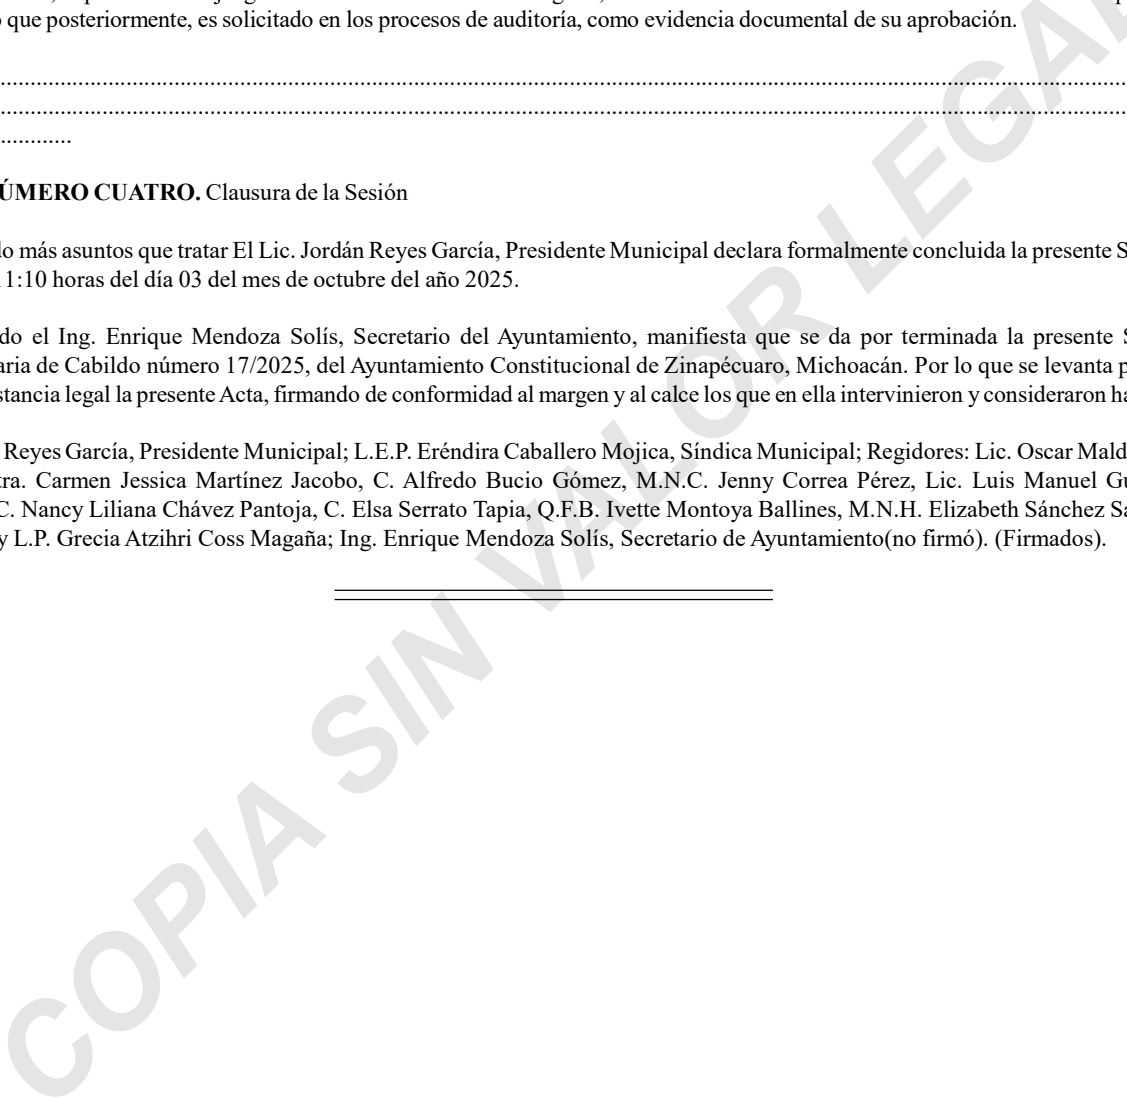 o que posteriormente, es solicitado en los procesos de auditoría, como evidencia documental de su aprobación.
................................................................................................................................................................
................................................................................................................................................................
.............
ÚMERO CUATRO. Clausura de la Sesión
do más asuntos que tratar El Lic. Jordán Reyes García, Presidente Municipal declara formalmente concluida la presente S
11:10 horas del día 03 del mes de octubre del año 2025.
do el Ing. Enrique Mendoza Solís, Secretario del Ayuntamiento, manifiesta que se da por terminada la presente S
aria de Cabildo número 17/2025, del Ayuntamiento Constitucional de Zinapécuaro, Michoacán. Por lo que se levanta p
stancia legal la presente Acta, firmando de conformidad al margen y al calce los que en ella intervinieron y consideraron ha
Reyes García, Presidente Municipal; L.E.P. Eréndira Caballero Mojica, Síndica Municipal; Regidores: Lic. Oscar Mald
tra. Carmen Jessica Martínez Jacobo, C. Alfredo Bucio Gómez, M.N.C. Jenny Correa Pérez, Lic. Luis Manuel Gu
C. Nancy Liliana Chávez Pantoja, C. Elsa Serrato Tapia, Q.F.B. Ivette Montoya Ballines, M.N.H. Elizabeth Sánchez Sa
y L.P. Grecia Atzihri Coss Magaña; Ing. Enrique Mendoza Solís, Secretario de Ayuntamiento(no firmó). (Firmados).
COPIA SIN VALOR LEGAL